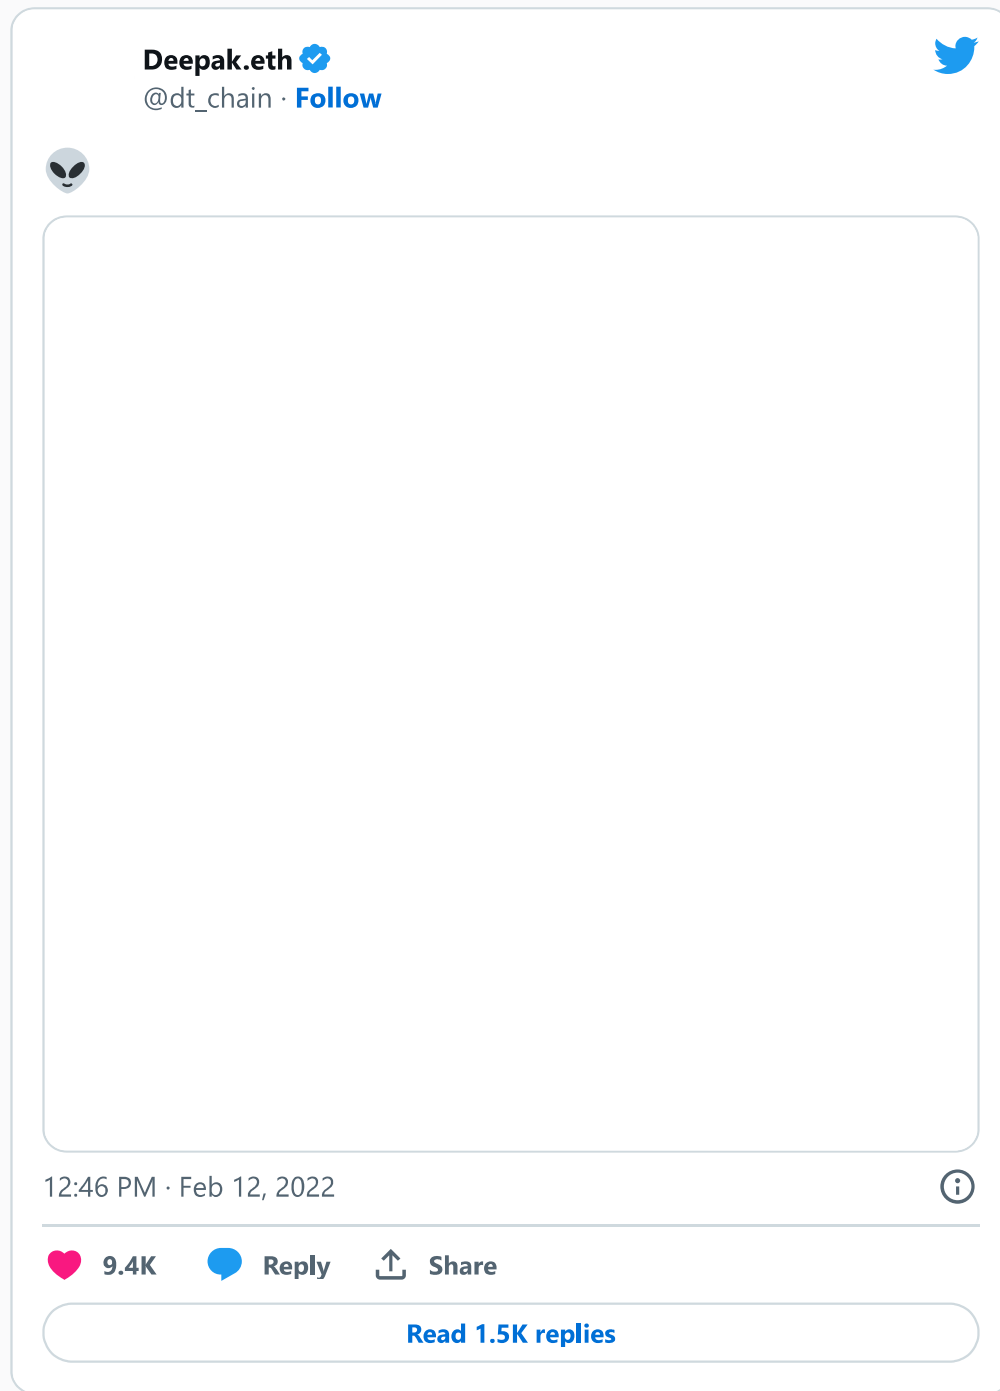 Deepak.eth
@dt_chain · Follow
👽
12:46 PM · Feb 12, 2022
9.4K Reply Share
Read 1.5K replies